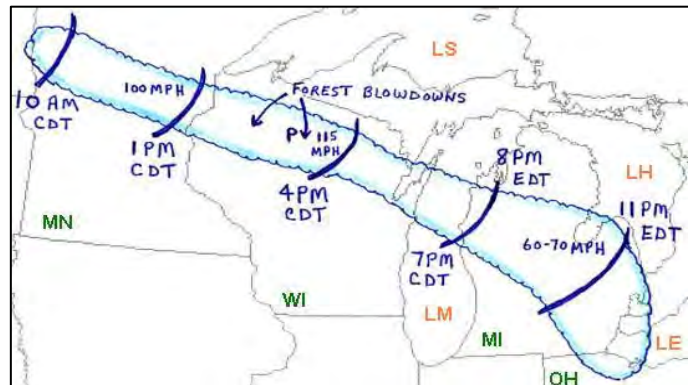 LS
100 MPH
FOREST BLOWDOWNS
10 AM
CDT
P
115
MPH
1 PM
CDT
8 PM
EDT
LH
4 PM
CDT
11 PM
EDT
MN
60-70 MPH
7 PM
CDT
WI
LM
MI
LE
OH